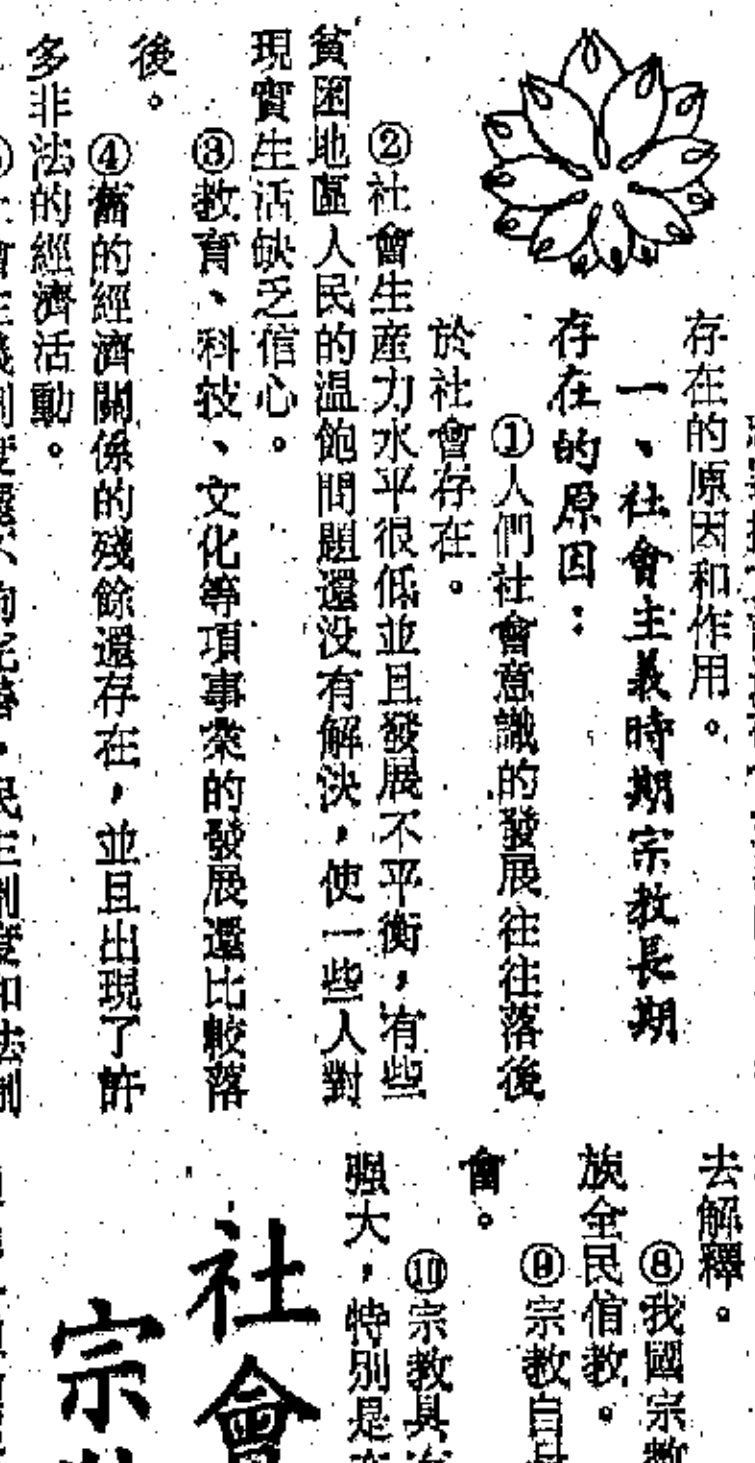 存在的原因和作用。
一、社會主義時期宗教長期
存在的原因：
①人們社會意識的發展往往落後
於社會存在。
②社會生產力水平很低並且發展不平衡，有些
貧困地區人民的温飽問題還没有解決，使一些人對
現實生活缺乏信心。
③教育、科技、文化等項事業的發展還比較落
後。
④舊的經濟關係的殘餘還存在，並且出現了許
多非法的經濟活動。
去解釋。
⑧我國宗教
族全民信教。
⑨宗教自
會。
⑩宗教具
强大，特別是
社會
宗